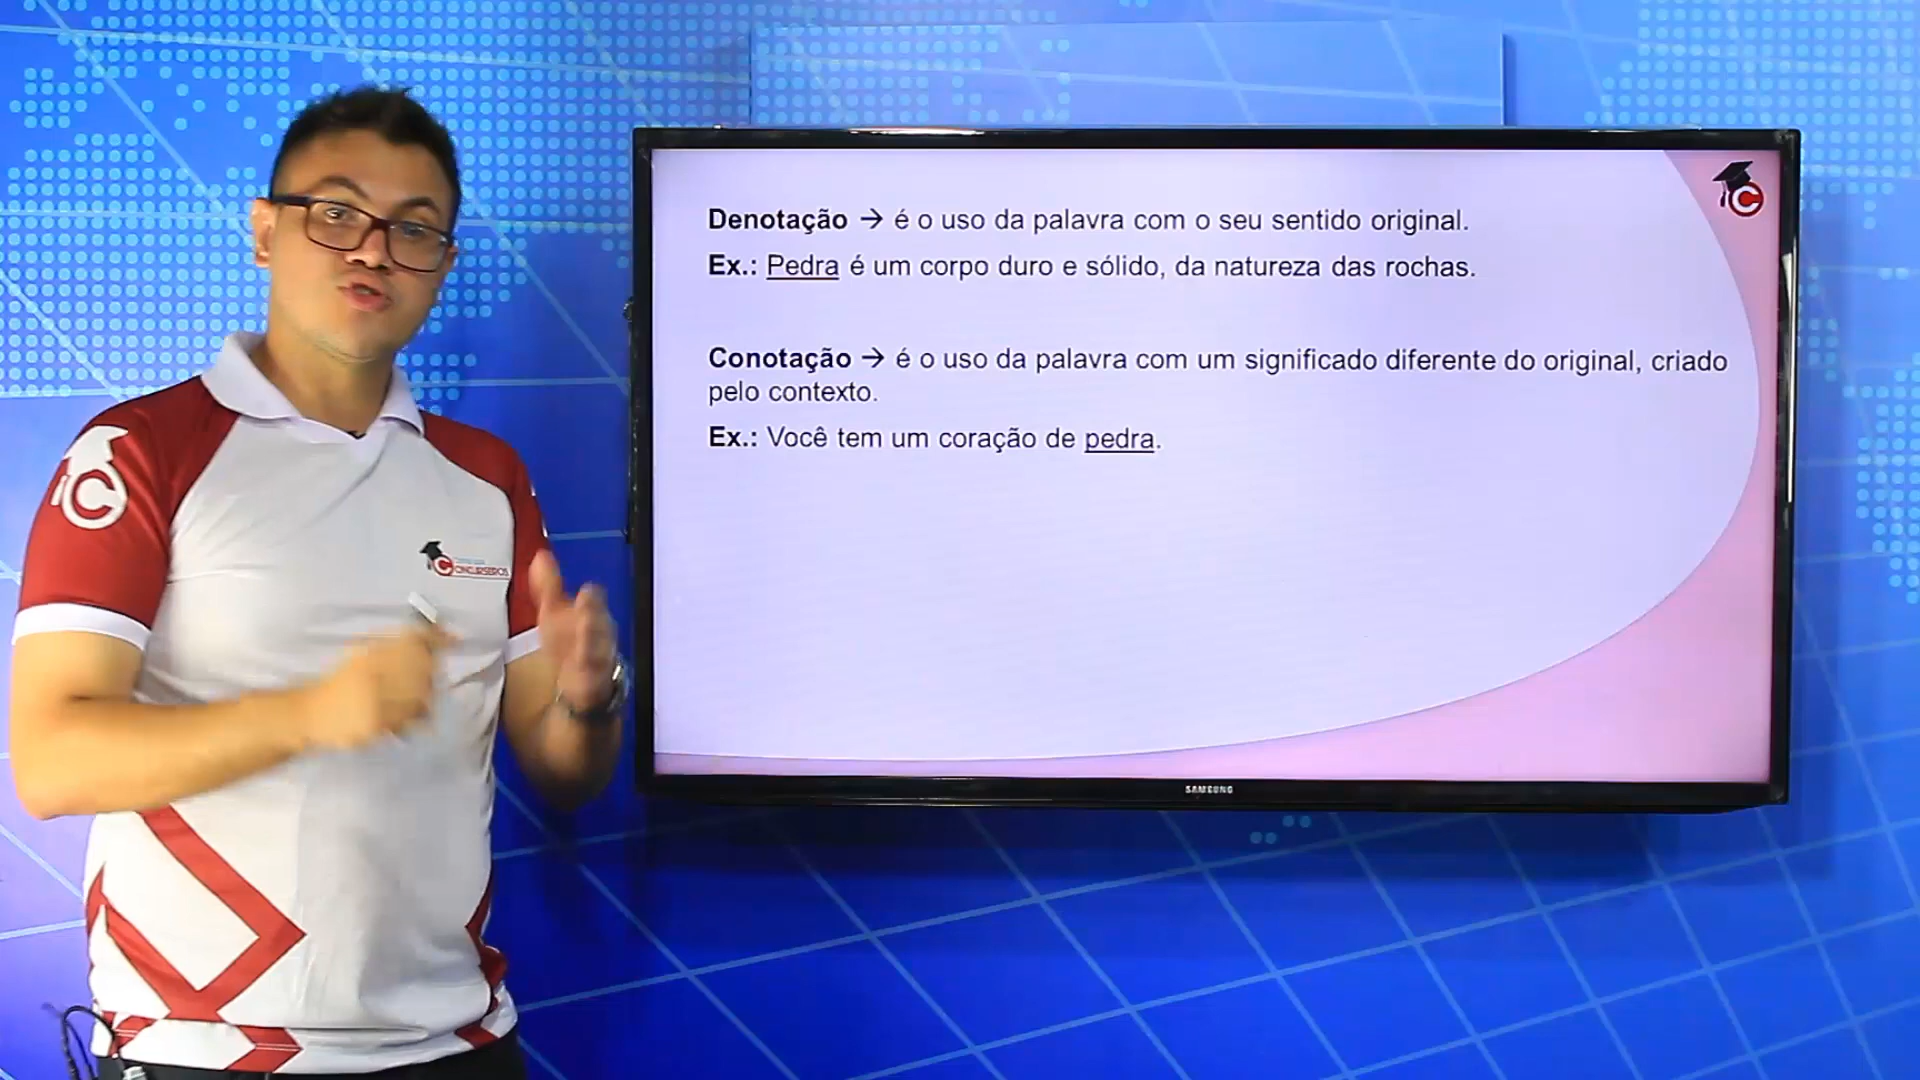 Denotação → é o uso da palavra com o seu sentido original.
Ex.: Pedra é um corpo duro e sólido, da natureza das rochas.
Conotação → é o uso da palavra com um significado diferente do original, criado
pelo contexto.
Ex.: Você tem um coração de pedra.
SAMSUNG
C
C
CONCURSEIROS